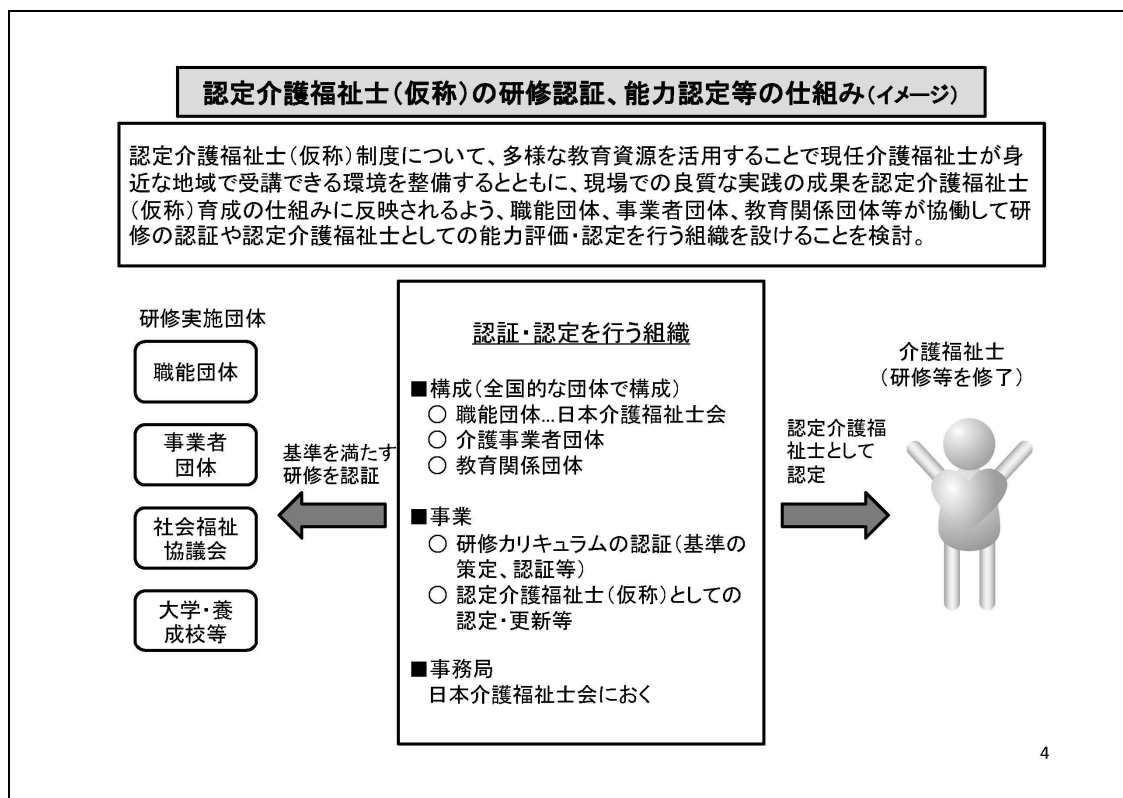 認定介護福祉士(仮称)の研修認証、能力認定等の仕組み(イメージ)
認定介護福祉士(仮称)制度について、多様な教育資源を活用することで現任介護福祉士が身
近な地域で受講できる環境を整備するとともに、現場での良質な実践の成果を認定介護福祉士
(仮称)育成の仕組みに反映されるよう、職能団体、事業者団体、教育関係団体等が協働して研
修の認証や認定介護福祉士としての能力評価・認定を行う組織を設けることを検討。
研修実施団体
職能団体
事業者
団体
社会福祉
協議会
大学・養
成校等
基準を満たす
研修を認証
認証・認定を行う組織
■構成(全国的な団体で構成)
○ 職能団体…日本介護福祉士会
○ 介護事業者団体
○ 教育関係団体
■事業
○ 研修カリキュラムの認証(基準の
策定、認証等)
○ 認定介護福祉士(仮称)としての
認定・更新等
■事務局
日本介護福祉士会におく
認定介護福
祉士として
認定
介護福祉士
(研修等を修了)
4